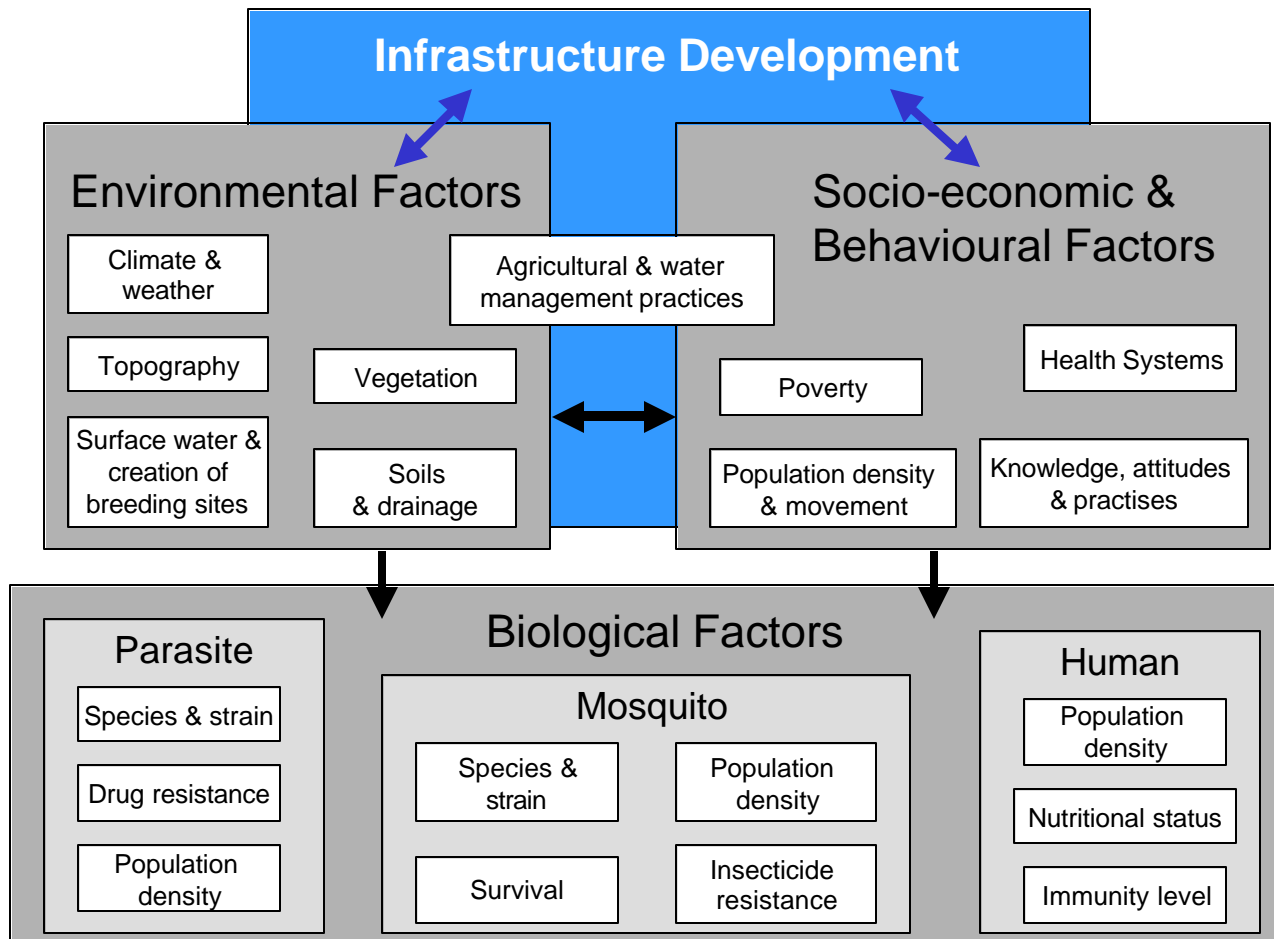 Infrastructure Development
Environmental Factors
Climate &
weather
Topography
Surface water &
creation of
breeding sites
Vegetation
Soils
& drainage
Agricultural & water
management practices
Socio-economic &
Behavioural Factors
Health Systems
Poverty
Population density
& movement
Knowledge, attitudes
& practises
Biological Factors
Parasite
Species & strain
Drug resistance
Population
density
Mosquito
Species &
strain
Population
density
Survival
Insecticide
resistance
Human
Population
density
Nutritional status
Immunity level